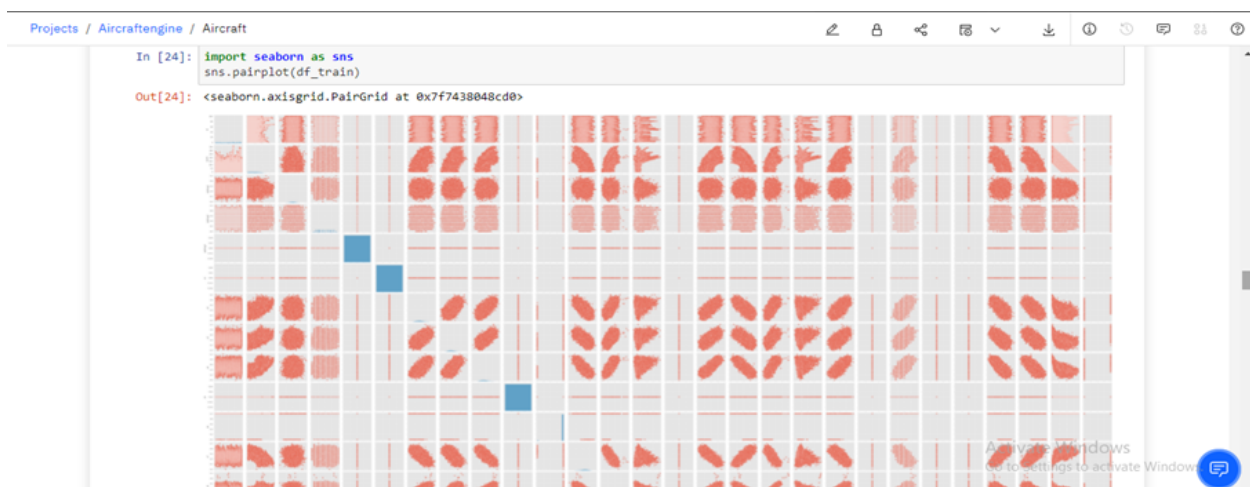 Projects / Aircraftengine / Aircraft
In [24]: import seaborn as sns
sns.pairplot(df_train)
Out[24]: <seaborn.axisgrid.PairGrid at 0x7f7438048cd0>
Activate Windows
Go to Settings to activate Windows